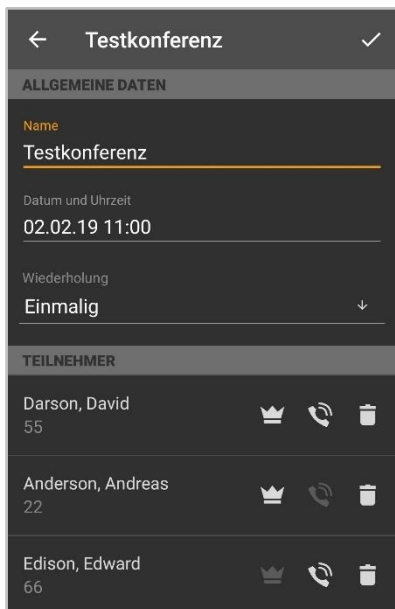 Testkonferenz
ALLGEMEINE DATEN
Name
Testkonferenz
Datum und Uhrzeit
02.02.19 11:00
Wiederholung
Einmalig
TEILNEHMER
Darson, David
55
Anderson, Andreas
22
Edison, Edward
66